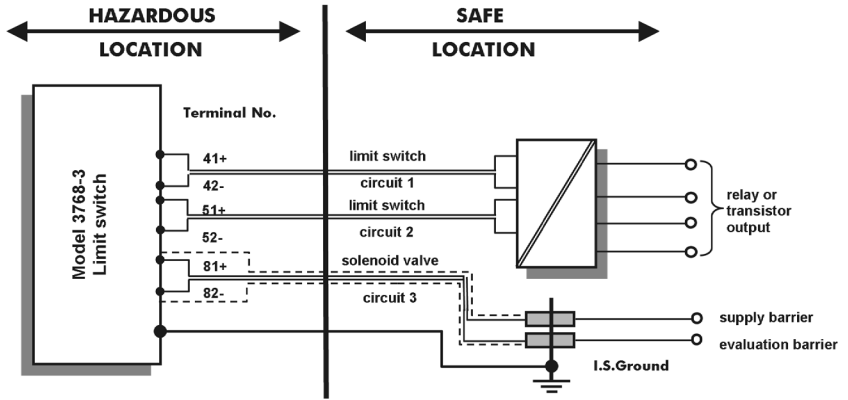 HAZARDOUS
LOCATION
SAFE
LOCATION
Terminal No.
Model 3768-3
Limit switch
41+
42-
51+
52-
81+
82-
limit switch
circuit 1
limit switch
circuit 2
solenoid valve
circuit 3
relay or
transistor
output
supply barrier
evaluation barrier
I.S.Ground